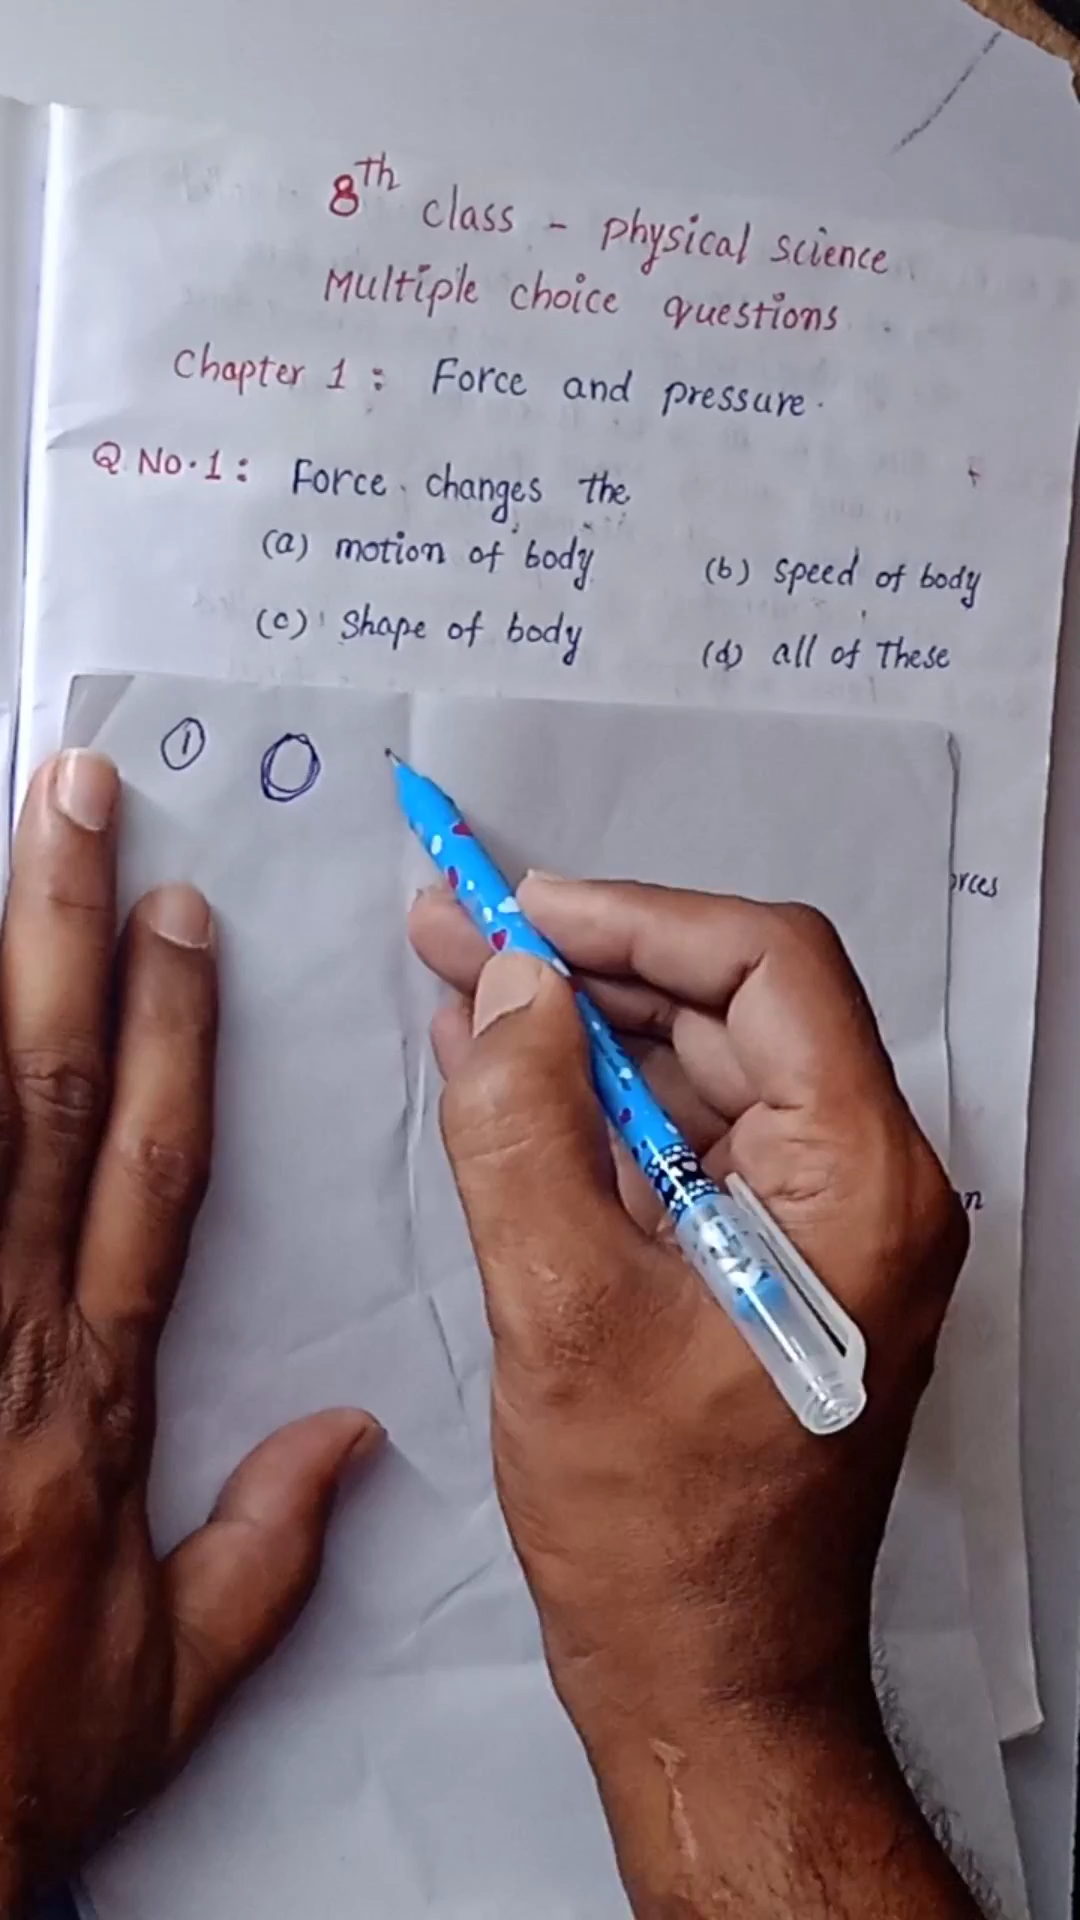 8Th class - physical science
Multiple choice questions
Chapter 1: Force and pressure.
Q No.1: Force changes the
(a) motion of body (b) speed of body
(c) Shape of body (d) all of These
1